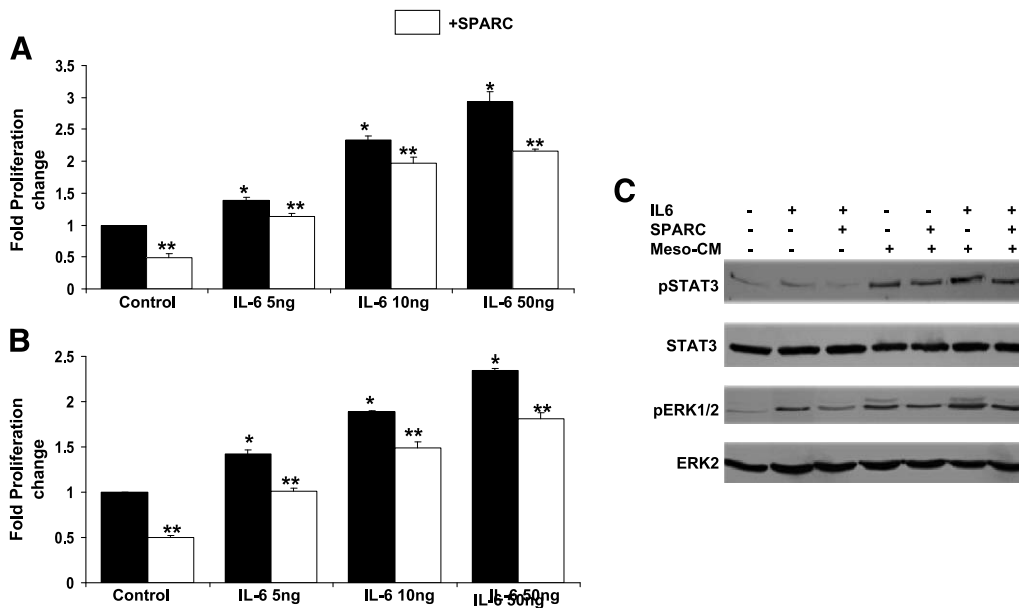 +SPARC
A
Fold Proliferation
change
3.5
3
2.5
2
1.5
1
0.5
0
* ** * ** * ** **
Control IL-6 5ng IL-6 10ng IL-6 50ng
B
Fold Proliferation
change
2,5
2
1.5
1
0.5
0
* ** * ** * ** **
Control IL-6 5ng IL-6 10ng IL-6 50ng
IL-6 50ng
C
IL6 - + + - - + +
SPARC - - + - + - +
Meso-CM - - - + + + +
pSTAT3
STAT3
pERK1/2
ERK2